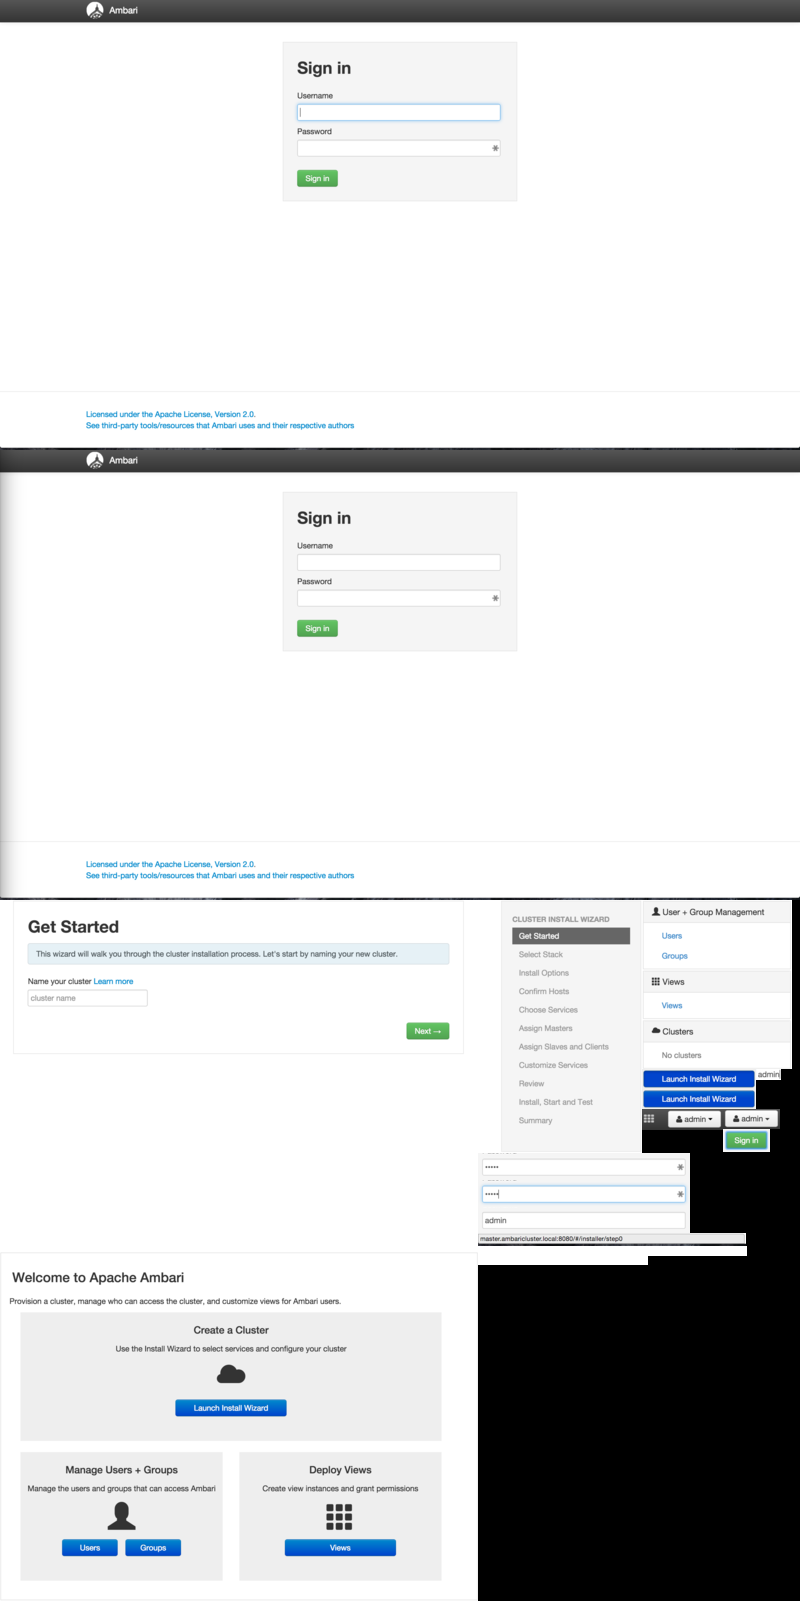 Ambari
Sign in
Username
Password
Sign in
Licensed under the Apache License, Version 2.0.
See third-party tools/resources that Ambari uses and their respective authors
Ambari
Sign in
Username
Password
Sign in
Licensed under the Apache License, Version 2.0.
See third-party tools/resources that Ambari uses and their respective authors
Get Started
This wizard will walk you through the cluster installation process. Let's start by naming your new cluster.
Name your cluster Learn more
cluster name
Next →
CLUSTER INSTALL WIZARD
Get Started
Select Stack
Install Options
Confirm Hosts
Choose Services
Assign Masters
Assign Slaves and Clients
Customize Services
Review
Install, Start and Test
Summary
User + Group Management
Users
Groups
Views
Views
Clusters
No clusters
Launch Install Wizard
admin
Launch Install Wizard
admin
admin
Sign in
•••••
•••••
admin
master.ambaricluster.local:8080/#/installer/step0
Welcome to Apache Ambari
Provision a cluster, manage who can access the cluster, and customize views for Ambari users.
Create a Cluster
Use the Install Wizard to select services and configure your cluster
Launch Install Wizard
Manage Users + Groups
Manage the users and groups that can access Ambari
Users
Groups
Deploy Views
Create view instances and grant permissions
Views